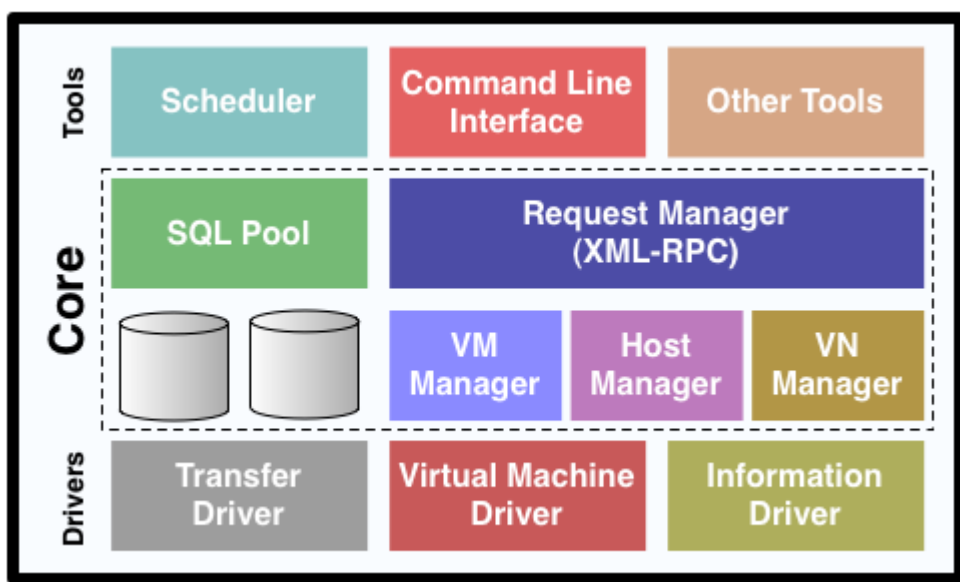 Tools
Scheduler
Command Line
Interface
Other Tools
Core
SQL Pool
Request Manager
(XML-RPC)
VM
Manager
Host
Manager
VN
Manager
Drivers
Transfer
Driver
Virtual Machine
Driver
Information
Driver